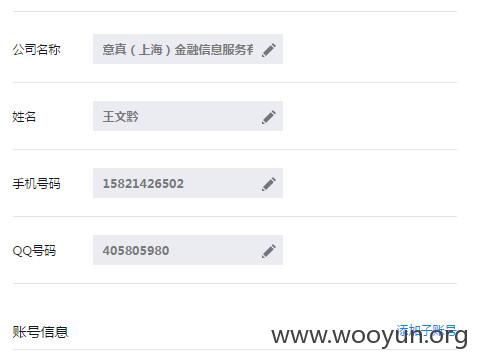 公司名称 意真（上海）金融信息服务有
姓名 王文黔
手机号码 15821426502
QQ号码 405805980
账号信息 添加子账号
www.wooyun.org